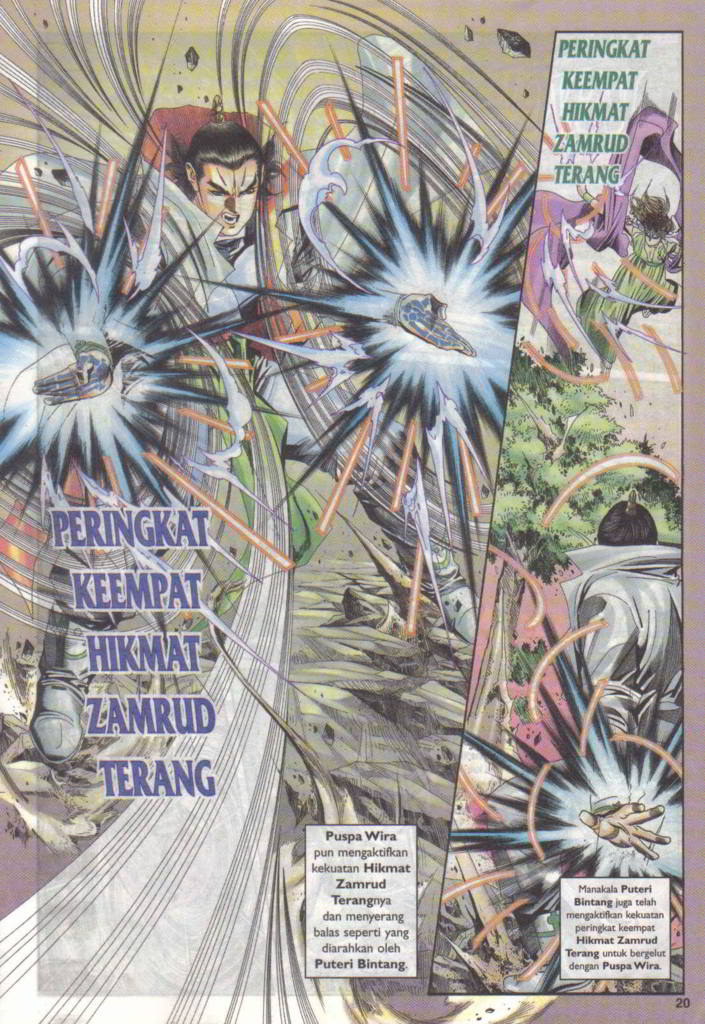 PERINGKAT
KEEMPAT
HIKMAT
ZAMRUD
TERANG
Puspa Wira
pun mengaktifkan
kekuatan Hikmat
Zamrud
Terangnya
dan menyerang
balas seperti yang
diarahkan oleh
Puteri Bintang.
PERINGKAT
KEEMPAT
HIKMAT
ZAMRUD
TERANG
Manakala Puteri
Bintang juga telah
mengaktifkan kekuatan
peringkat keempat
Hikmat Zamrud
Terang untuk bergelut
dengan Puspa Wira.
20